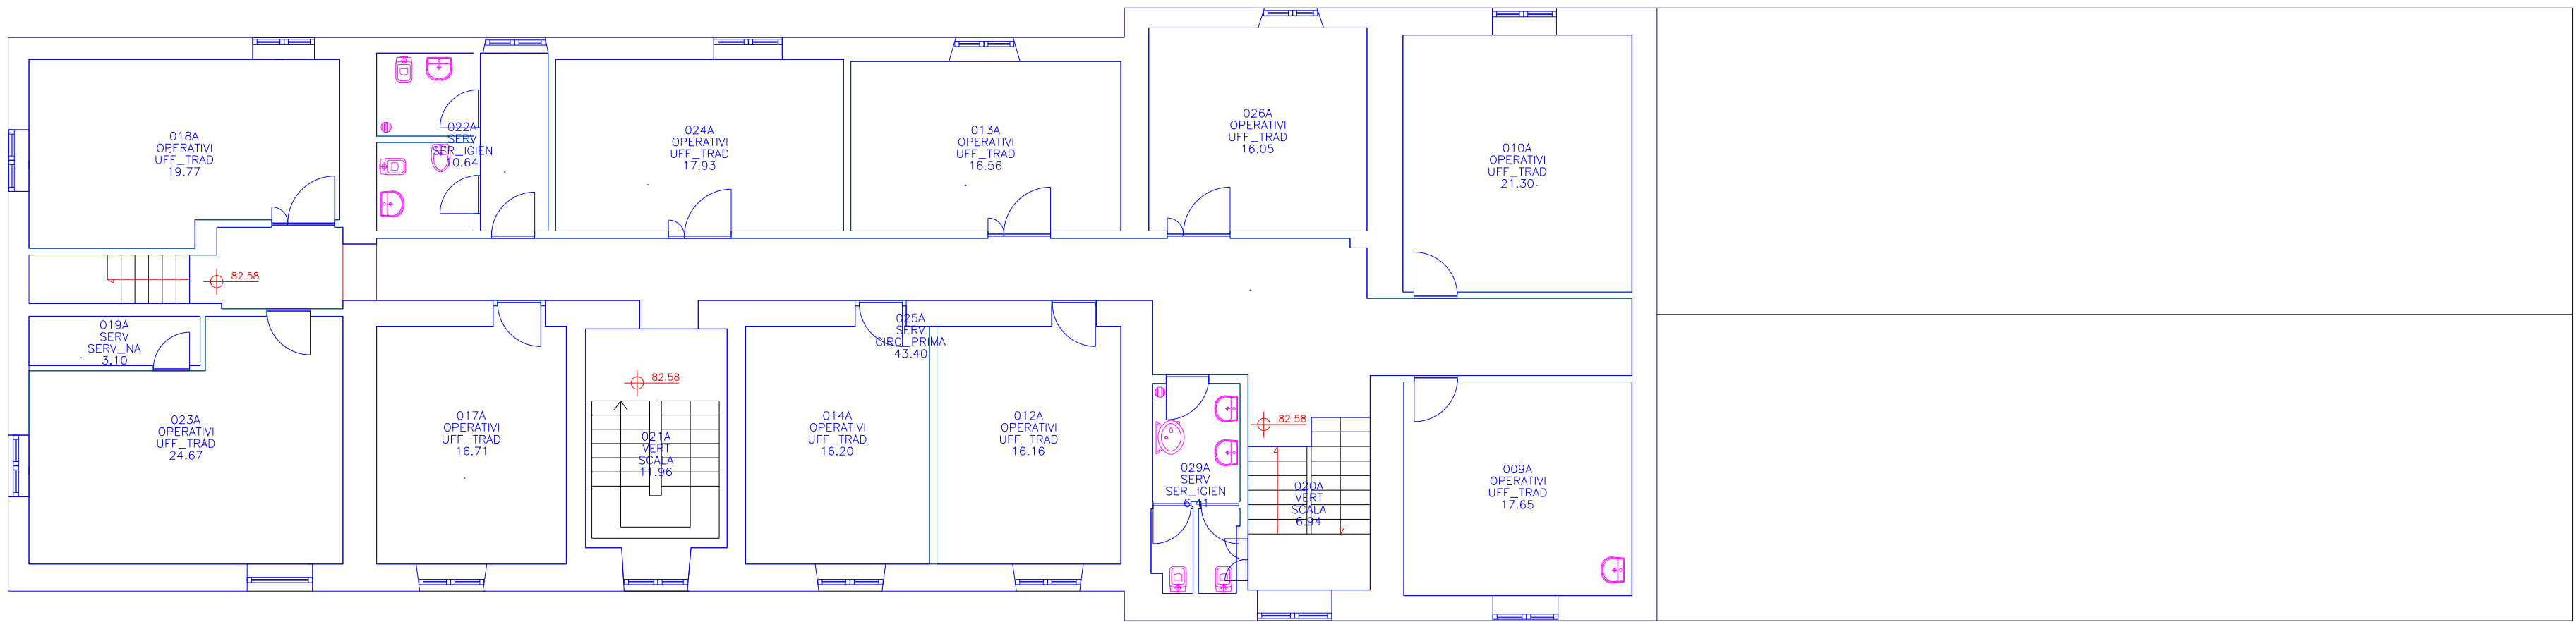 018A
OPERATIVI
UFF_TRAD
19.77
022A
SERV
SER_IGIEN
10.64
024A
OPERATIVI
UFF_TRAD
17.93
013A
OPERATIVI
UFF_TRAD
16.56
026A
OPERATIVI
UFF_TRAD
16.05
010A
OPERATIVI
UFF_TRAD
21.30
82.58
019A
SERV
SERV_NA
3.10
025A
SERV
CIRC_PRIMA
43.40
023A
OPERATIVI
UFF_TRAD
24.67
017A
OPERATIVI
UFF_TRAD
16.71
82.58
021A
VERT
SCALA
11.96
014A
OPERATIVI
UFF_TRAD
16.20
012A
OPERATIVI
UFF_TRAD
16.16
029A
SERV
SER_IGIEN
6.41
82.58
020A
VERT
SCALA
6.94
009A
OPERATIVI
UFF_TRAD
17.65